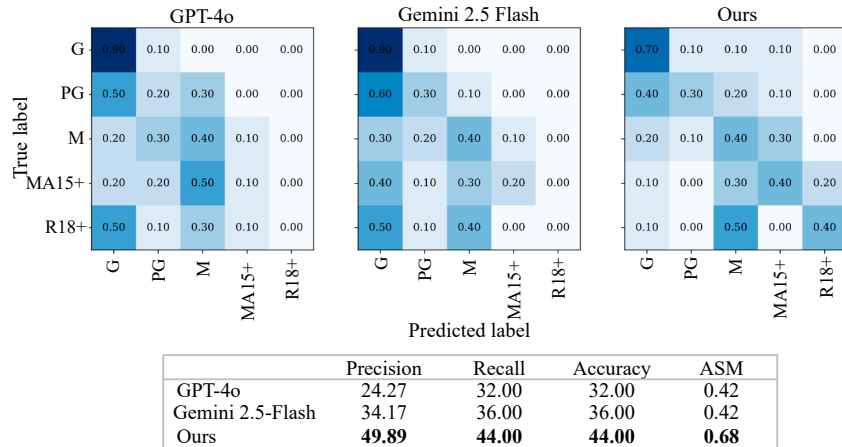 GPT-4o Gemini 2.5 Flash Ours
True label
G 0.90 0.10 0.00 0.00 0.00 0.90 0.10 0.00 0.00 0.00 0.70 0.10 0.10 0.10 0.00
PG 0.50 0.20 0.30 0.00 0.00 0.60 0.30 0.10 0.00 0.00 0.40 0.30 0.20 0.10 0.00
M 0.20 0.30 0.40 0.10 0.00 0.30 0.20 0.40 0.10 0.00 0.20 0.10 0.40 0.30 0.00
MA15+ 0.20 0.20 0.50 0.10 0.00 0.40 0.10 0.30 0.20 0.00 0.10 0.00 0.30 0.40 0.20
R18+ 0.50 0.10 0.30 0.10 0.00 0.50 0.10 0.40 0.00 0.00 0.10 0.00 0.50 0.00 0.40
G PG M MA15+ R18+ G PG M MA15+ R18+ G PG M MA15+ R18+
Predicted label
Precision Recall Accuracy ASM
GPT-4o 24.27 32.00 32.00 0.42
Gemini 2.5-Flash 34.17 36.00 36.00 0.42
Ours 49.89 44.00 44.00 0.68